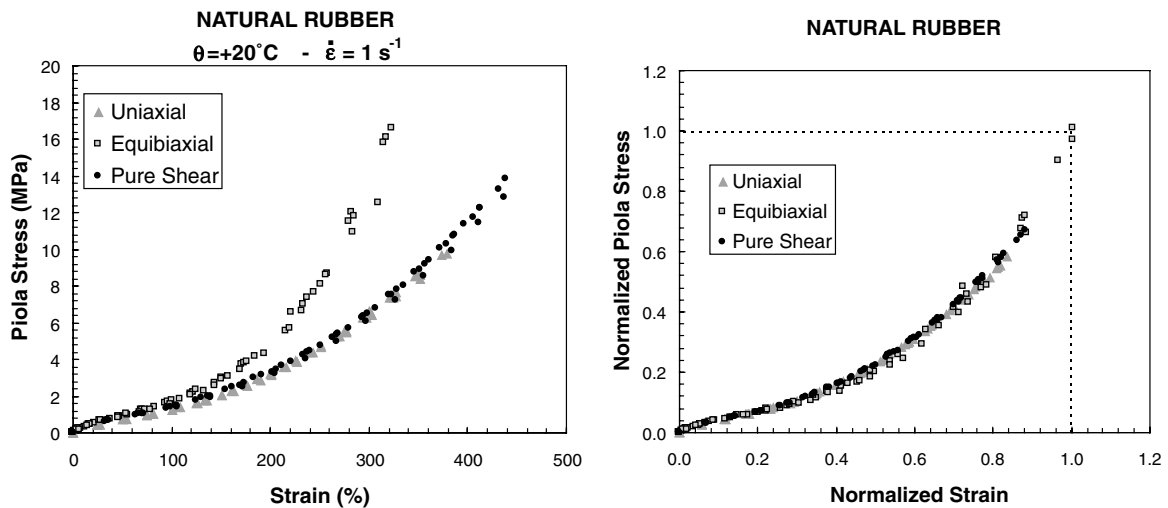 NATURAL RUBBER
θ=+20˚C - ε̇ = 1 s⁻¹
20
18
16
14
12
10
8
6
4
2
0
Piola Stress (MPa)
Uniaxial
Equibiaxial
Pure Shear
0 100 200 300 400 500
Strain (%)
NATURAL RUBBER
1.2
1.0
0.8
0.6
0.4
0.2
0.0
Normalized Piola Stress
Uniaxial
Equibiaxial
Pure Shear
0.0 0.2 0.4 0.6 0.8 1.0 1.2
Normalized Strain